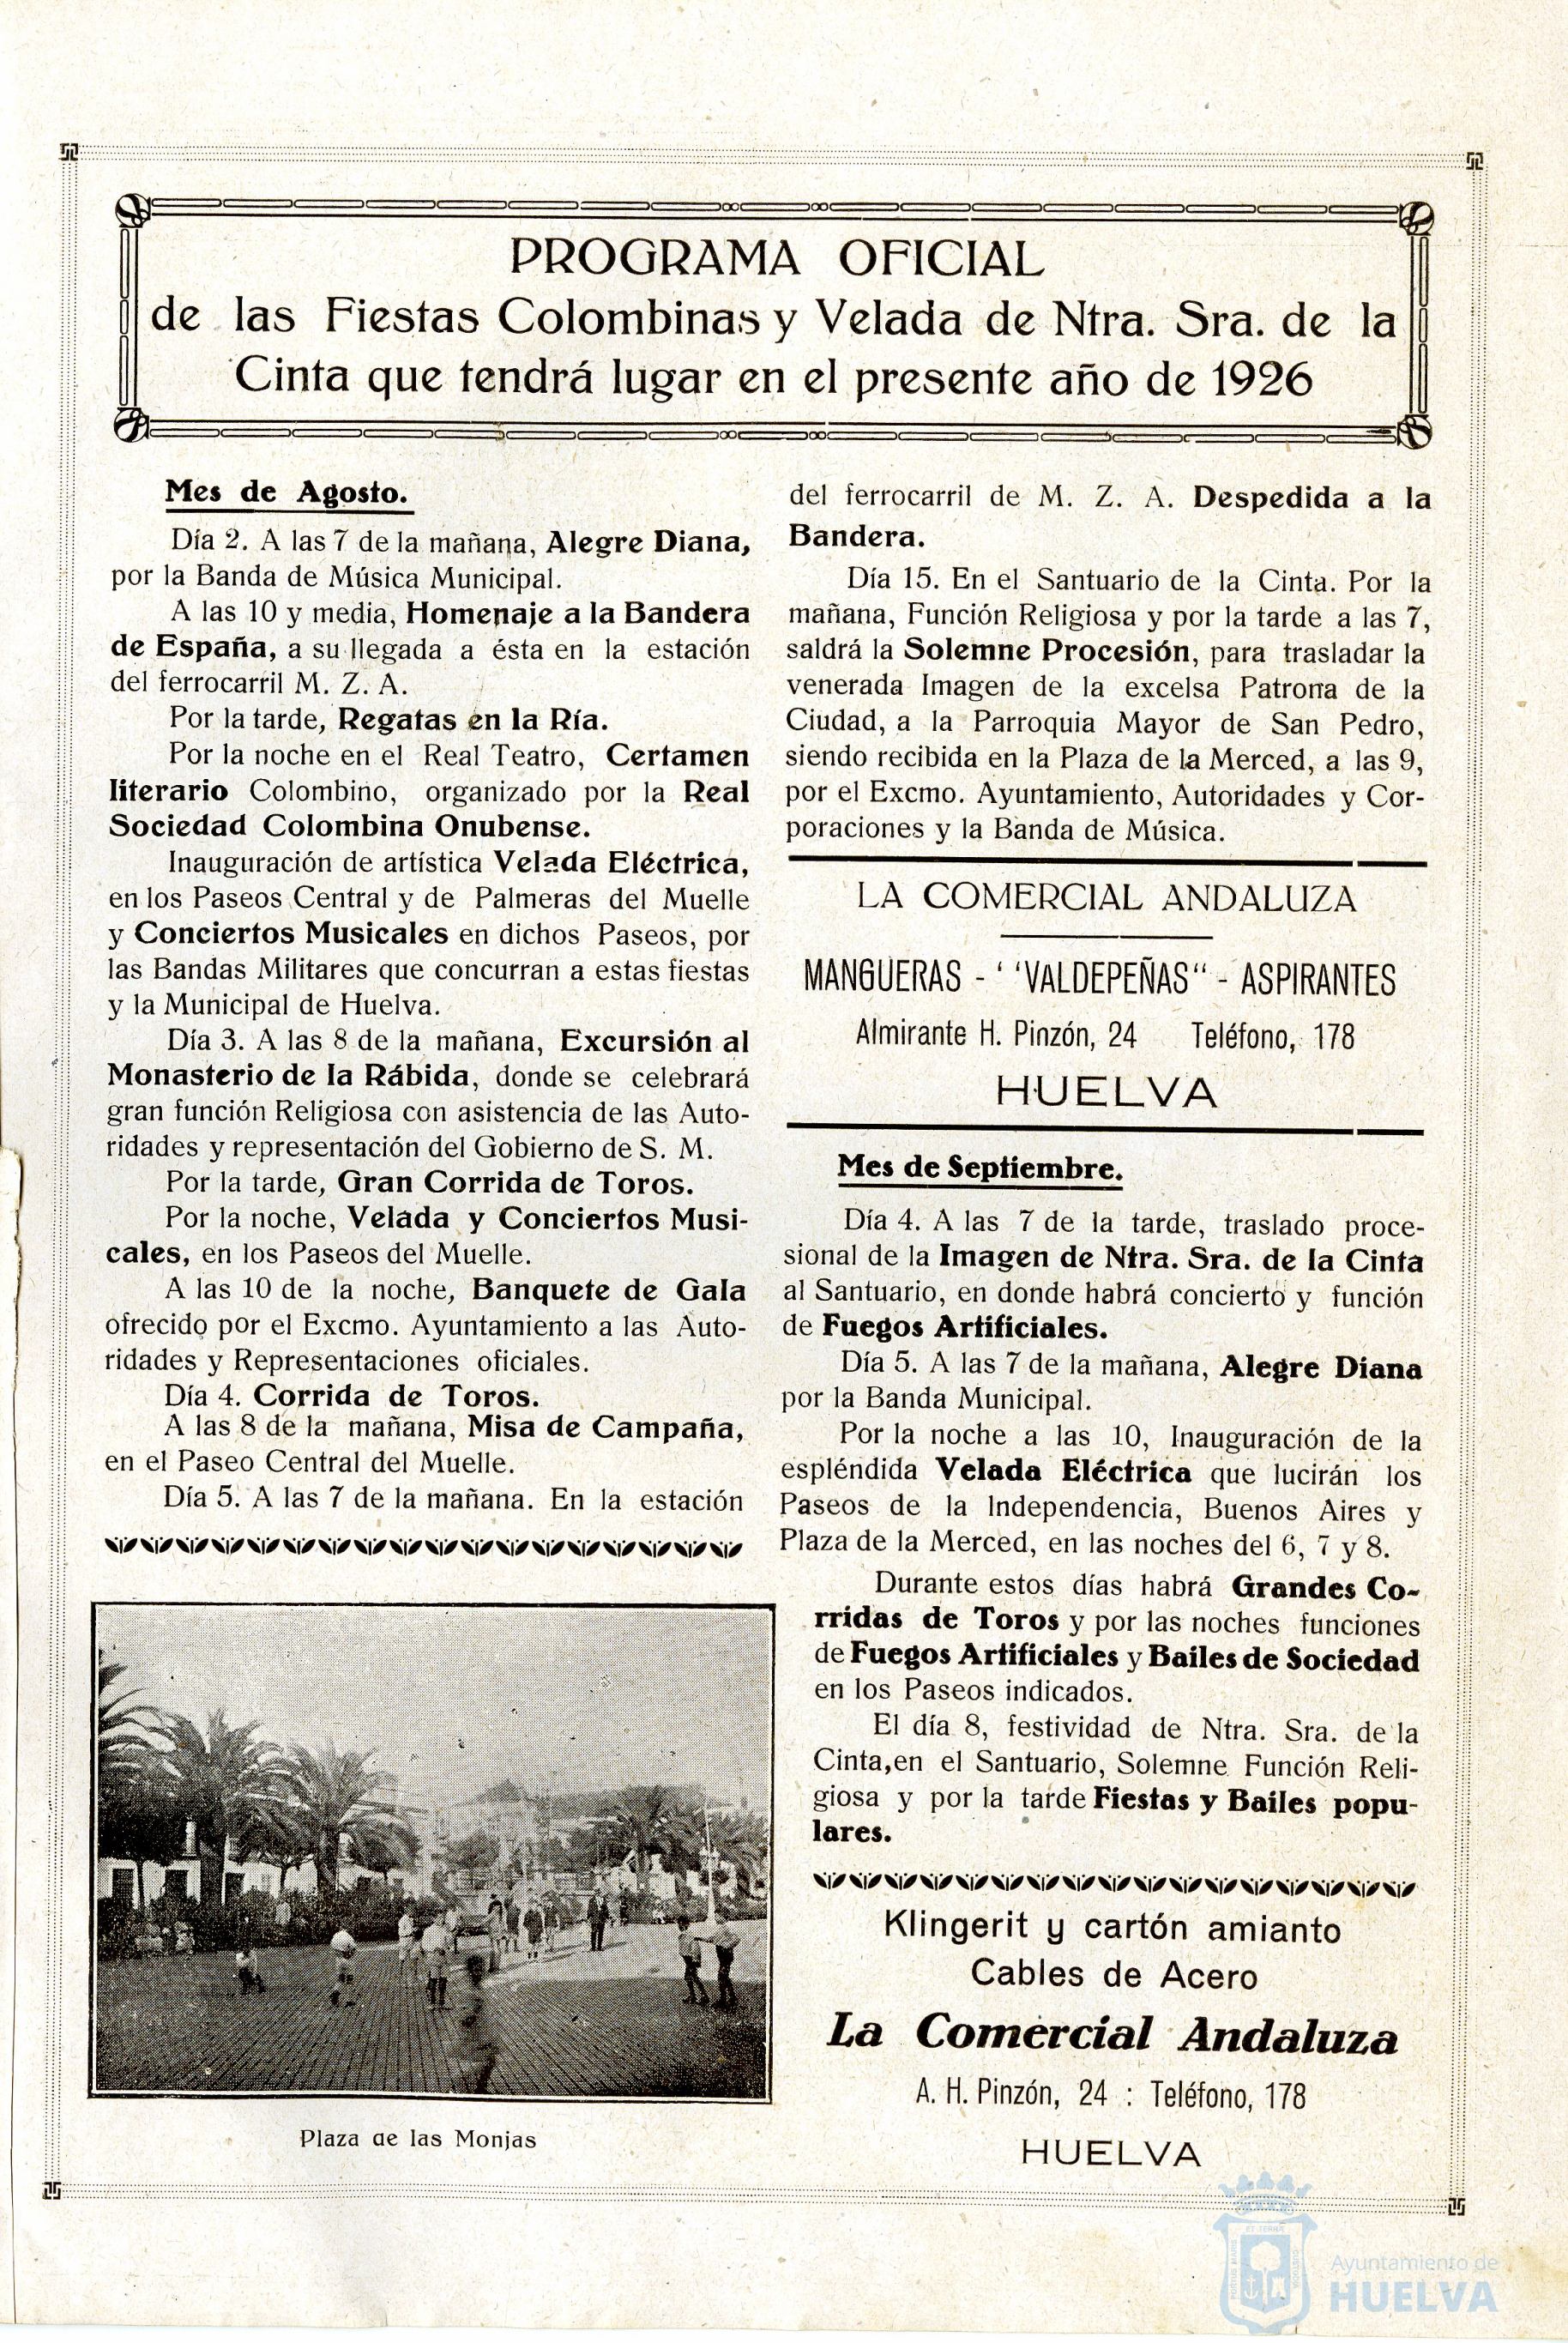 PROGRAMA OFICIAL
de las Fiestas Colombinas y Velada de Ntra. Sra. de la
Cinta que tendrá lugar en el presente año de 1926
Mes de Agosto.
Día 2. A las 7 de la mañana, Alegre Diana,
por la Banda de Música Municipal.
A las 10 y media, Homenaje a la Bandera
de España, a su llegada a ésta en la estación
del ferrocarril M. Z. A.
Por la tarde, Regatas en la Ría.
Por la noche en el Real Teatro, Certamen
literario Colombino, organizado por la Real
Sociedad Colombina Onubense.
Inauguración de artística Velada Eléctrica,
en los Paseos Central y de Palmeras del Muelle
y Conciertos Musicales en dichos Paseos, por
las Bandas Militares que concurran a estas fiestas
y la Municipal de Huelva.
Día 3. A las 8 de la mañana, Excursión al
Monasterio de la Rábida, donde se celebrará
gran función Religiosa con asistencia de las Auto-
ridades y representación del Gobierno de S. M.
Por la tarde, Gran Corrida de Toros.
Por la noche, Velada y Conciertos Musi-
cales, en los Paseos del Muelle.
A las 10 de la noche, Banquete de Gala
ofrecido por el Excmo. Ayuntamiento a las Auto-
ridades y Representaciones oficiales.
Día 4. Corrida de Toros.
A las 8 de la mañana, Misa de Campaña,
en el Paseo Central del Muelle.
Día 5. A las 7 de la mañana. En la estación
Plaza de las Monjas
del ferrocarril de M. Z. A. Despedida a la
Bandera.
Día 15. En el Santuario de la Cinta. Por la
mañana, Función Religiosa y por la tarde a las 7,
saldrá la Solemne Procesión, para trasladar la
venerada Imagen de la excelsa Patrona de la
Ciudad, a la Parroquia Mayor de San Pedro,
siendo recibida en la Plaza de la Merced, a las 9,
por el Excmo. Ayuntamiento, Autoridades y Cor-
poraciones y la Banda de Música.
LA COMERCIAL ANDALUZA
MANGUERAS - ' 'VALDEPEÑAS" - ASPIRANTES
Almirante H. Pinzón, 24 Teléfono, 178
HUELVA
Mes de Septiembre.
Día 4. A las 7 de la tarde, traslado proce-
sional de la Imagen de Ntra. Sra. de la Cinta
al Santuario, en donde habrá concierto y función
de Fuegos Artificiales.
Día 5. A las 7 de la mañana, Alegre Diana
por la Banda Municipal.
Por la noche a las 10, Inauguración de la
espléndida Velada Eléctrica que lucirán los
Paseos de la Independencia, Buenos Aires y
Plaza de la Merced, en las noches del 6, 7 y 8.
Durante estos días habrá Grandes Co-
rridas de Toros y por las noches funciones
de Fuegos Artificiales y Bailes de Sociedad
en los Paseos indicados.
El día 8, festividad de Ntra. Sra. de la
Cinta,en el Santuario, Solemne Función Reli-
giosa y por la tarde Fiestas y Bailes popu-
lares.
Klingerit y cartón amianto
Cables de Acero
La Comercial Andaluza
A. H. Pinzón, 24 : Teléfono, 178
HUELVA
Ayuntamiento de
HUELVA